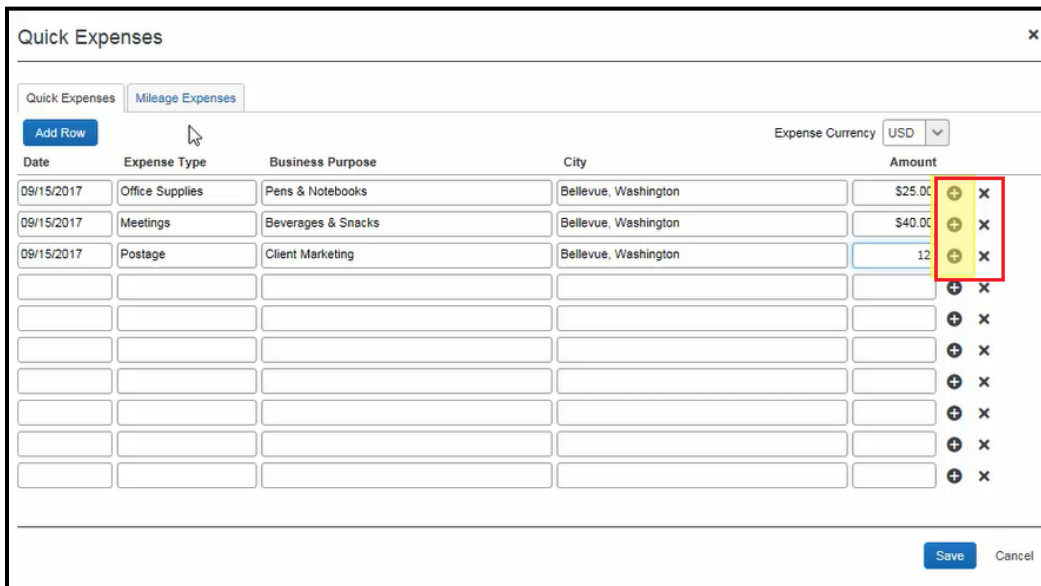 Quick Expenses
Quick Expenses Mileage Expenses
Add Row Expense Currency USD
Date Expense Type Business Purpose City Amount
09/15/2017 Office Supplies Pens & Notebooks Bellevue, Washington $25.00
09/15/2017 Meetings Beverages & Snacks Bellevue, Washington $40.00
09/15/2017 Postage Client Marketing Bellevue, Washington 12
Save Cancel